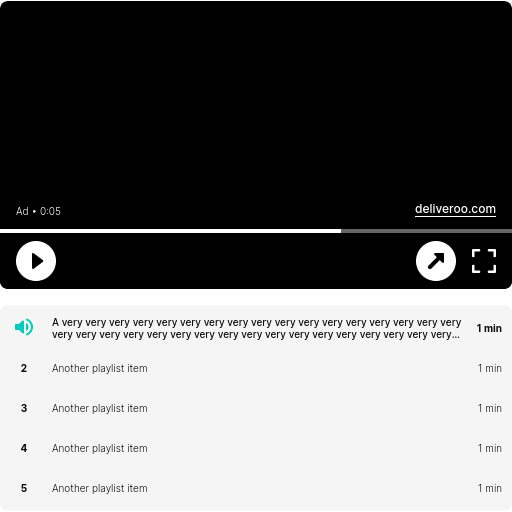 Ad • 0:05
deliveroo.com
A very very very very very very very very very very very very very very very very very
very very very very very very very very very very very very very very very very very...
1 min
2 Another playlist item 1 min
3 Another playlist item 1 min
4 Another playlist item 1 min
5 Another playlist item 1 min